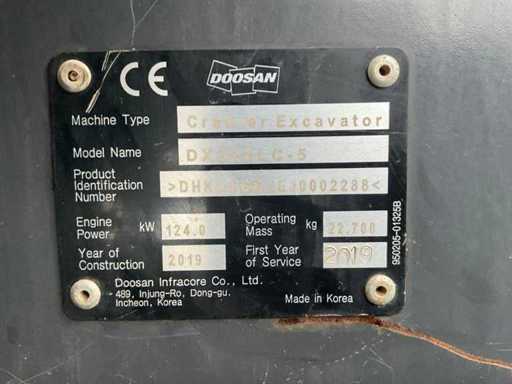 CE DOOSAN
Machine Type Crawler Excavator
Model Name
Product
Identification
Number
Engine
Power kW 124.0
Operating
Mass kg 22.700
Year of
Construction 2019
First Year
of Service 2019
Doosan Infracore Co., Ltd.
489, Injung-Ro, Dong-gu,
Incheon, Korea
Made in Korea
950205-01325B